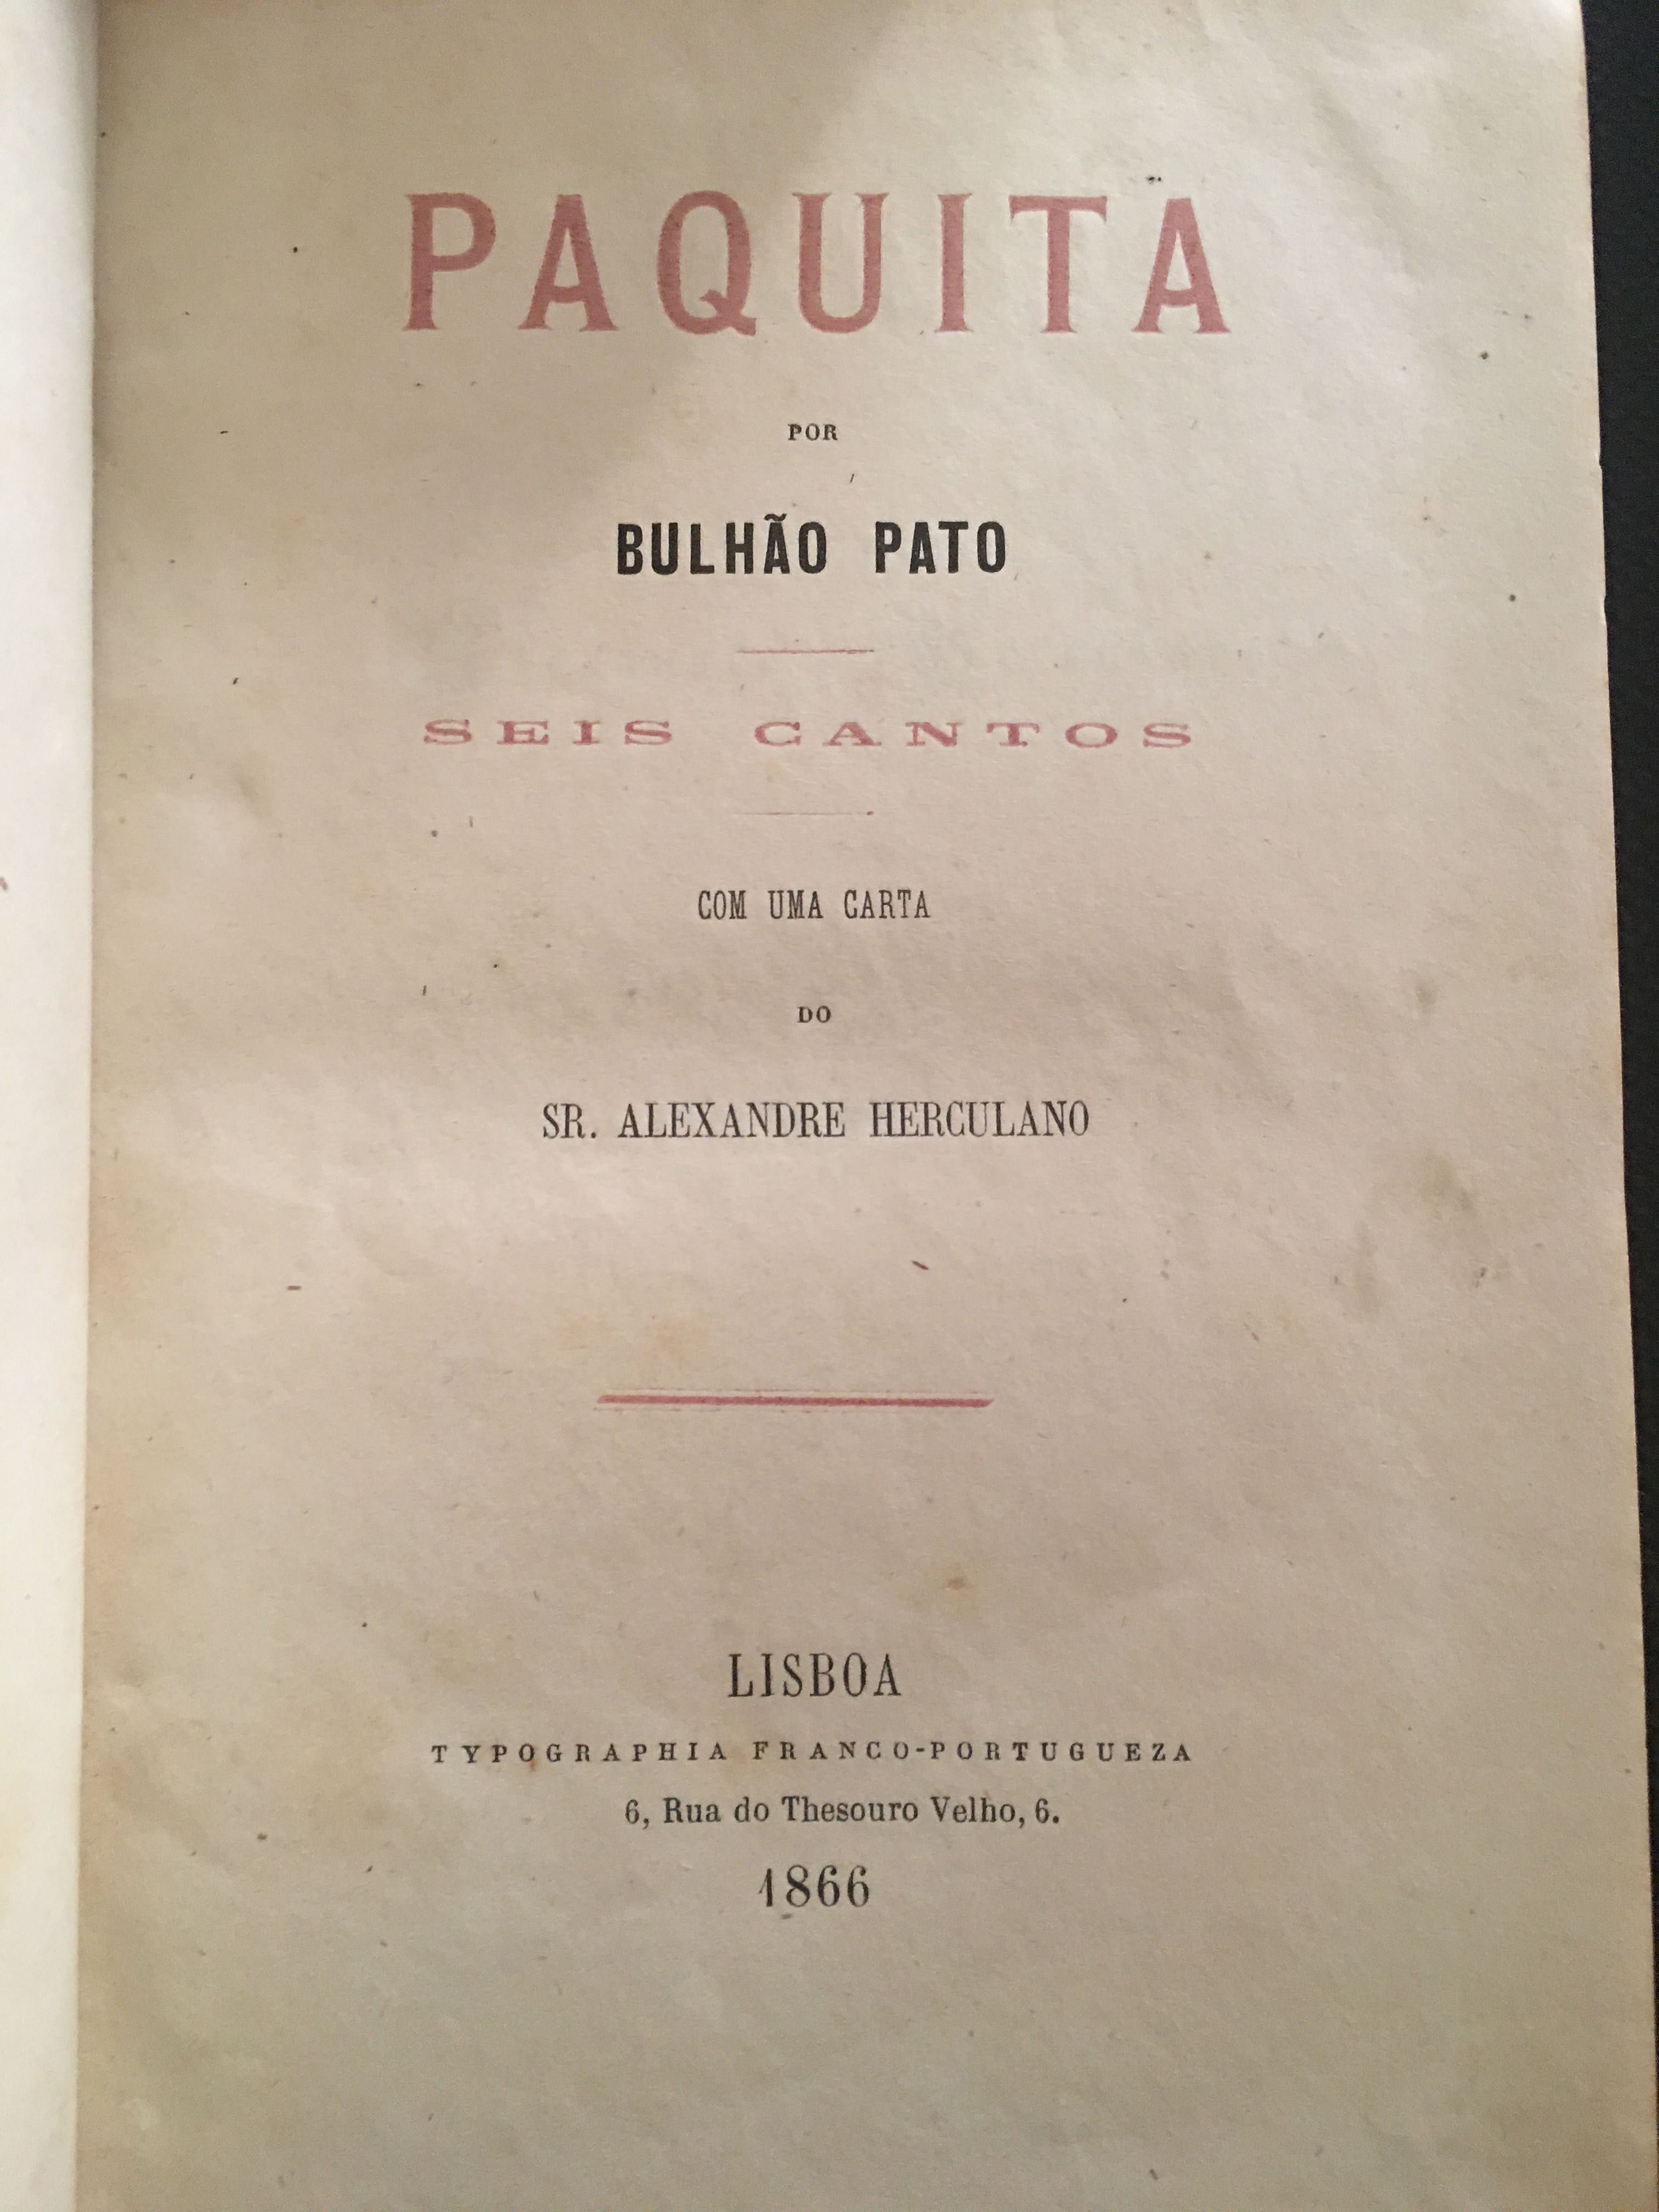 PAQUITA
POR
BULHÃO PATO
SEIS CANTOS
COM UMA CARTA
DO
SR. ALEXANDRE HERCULANO
LISBOA
TYPOGRAPHIA FRANCO-PORTUGUEZA
6, Rua do Thesouro Velho, 6.
1866